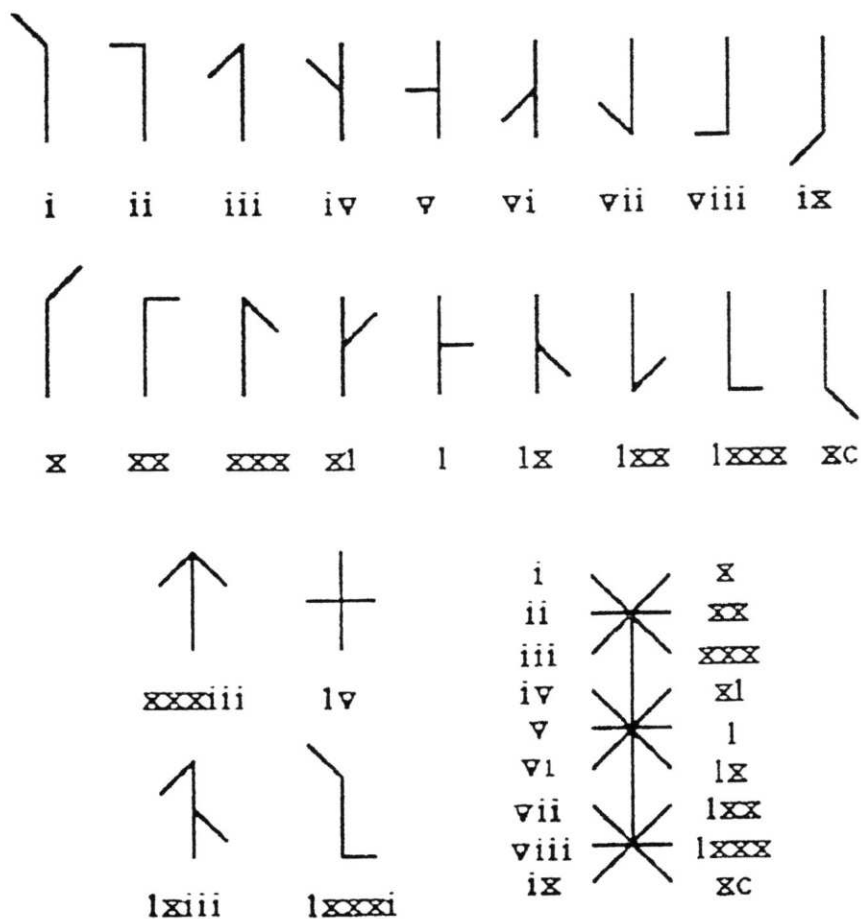 i ii iii iv v vi vii viii ix
x xx xxx xl l lx lxx lxxx xc
xxxiii lv
lxiii lxxxi
i x
ii xx
iii xxx
iv xl
v l
vi lx
vii lxx
viii lxxx
ix xc